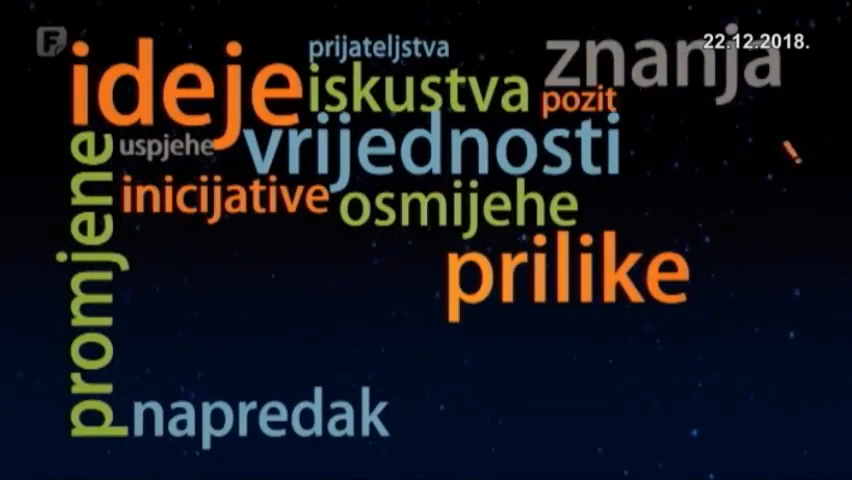 F
22.12.2018.
prijateljstva
znanja
ideje
iskustva
pozit
uspjehe
vrijednosti
promjene
inicijative
osmijehe
prilike
napredak